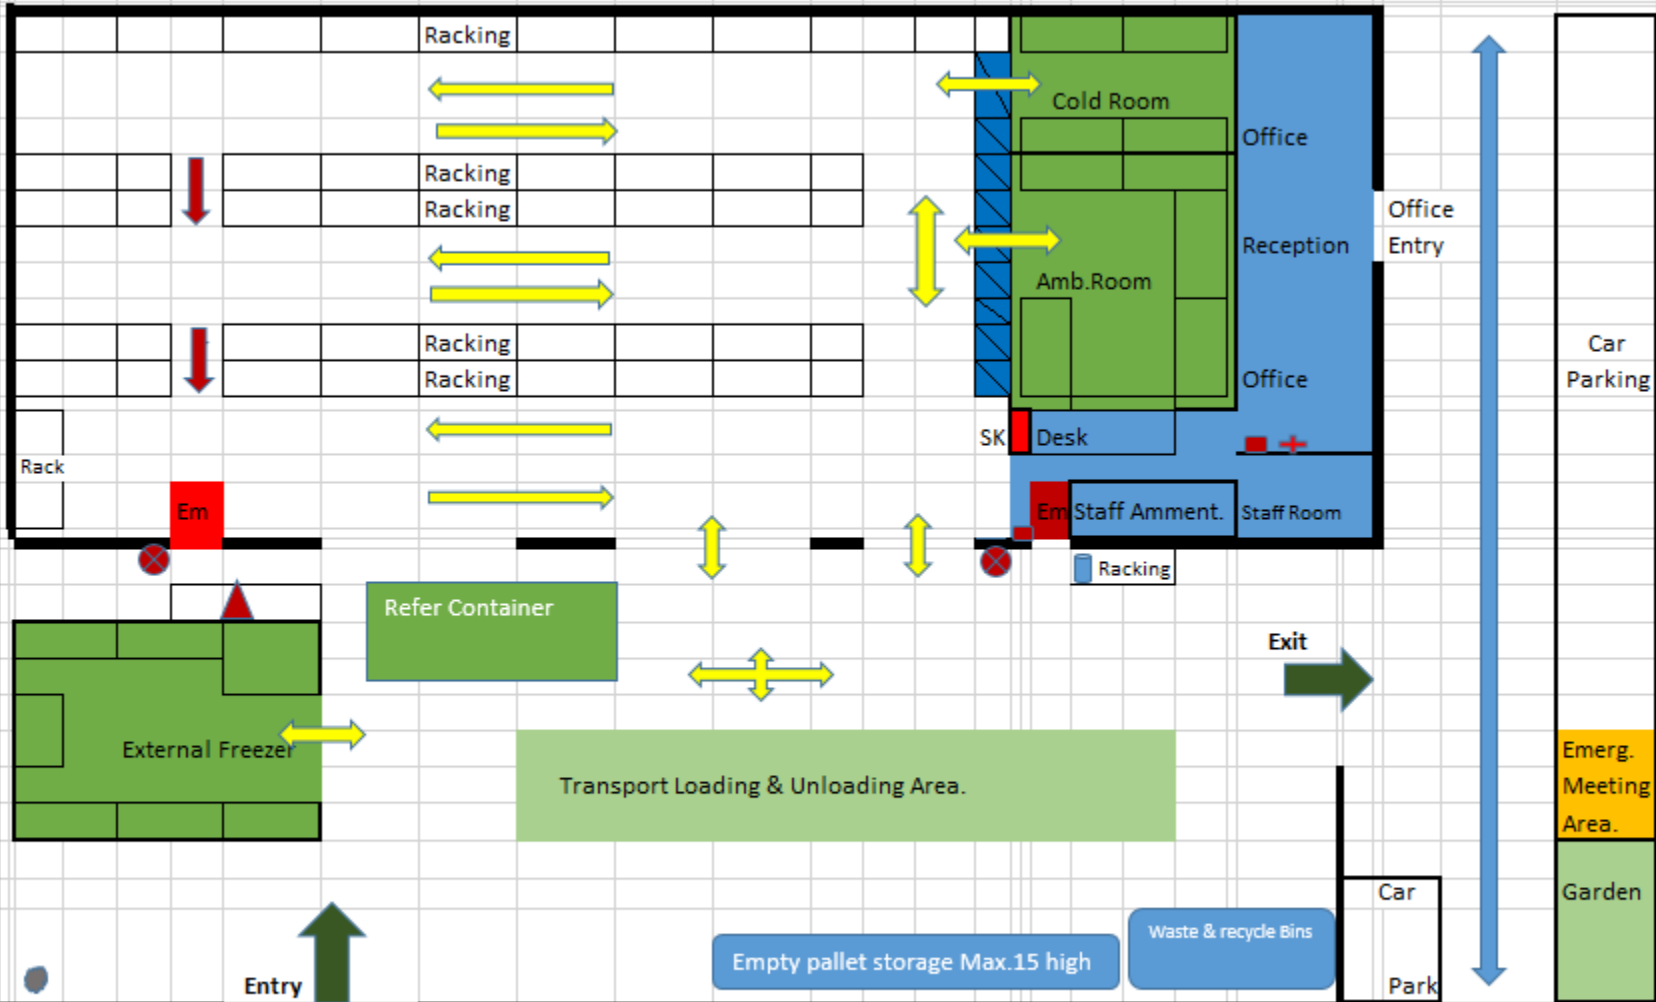 Racking
Cold Room
Office
Racking
Racking
Office
Entry
Reception
Amb.Room
Racking
Racking
Office
Car
Parking
SK
Desk
Rack
Em
Em
Staff Amment.
Staff Room
Racking
Refer Container
Exit
External Freezer
Transport Loading & Unloading Area.
Emerg.
Meeting
Area.
Car
Park
Garden
Waste & recycle Bins
Empty pallet storage Max.15 high
Entry